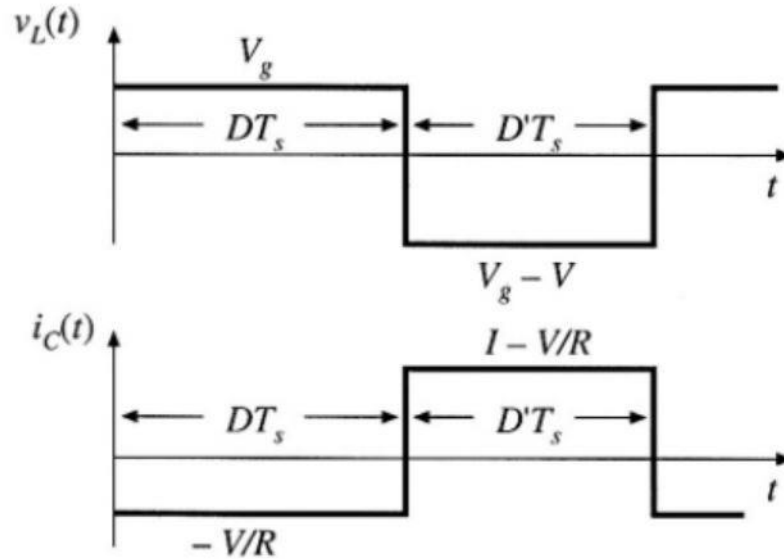 v_L(t)
V_g
DT_s
D'T_s
t
V_g – V
i_C(t)
I – V/R
DT_s
D'T_s
t
– V/R